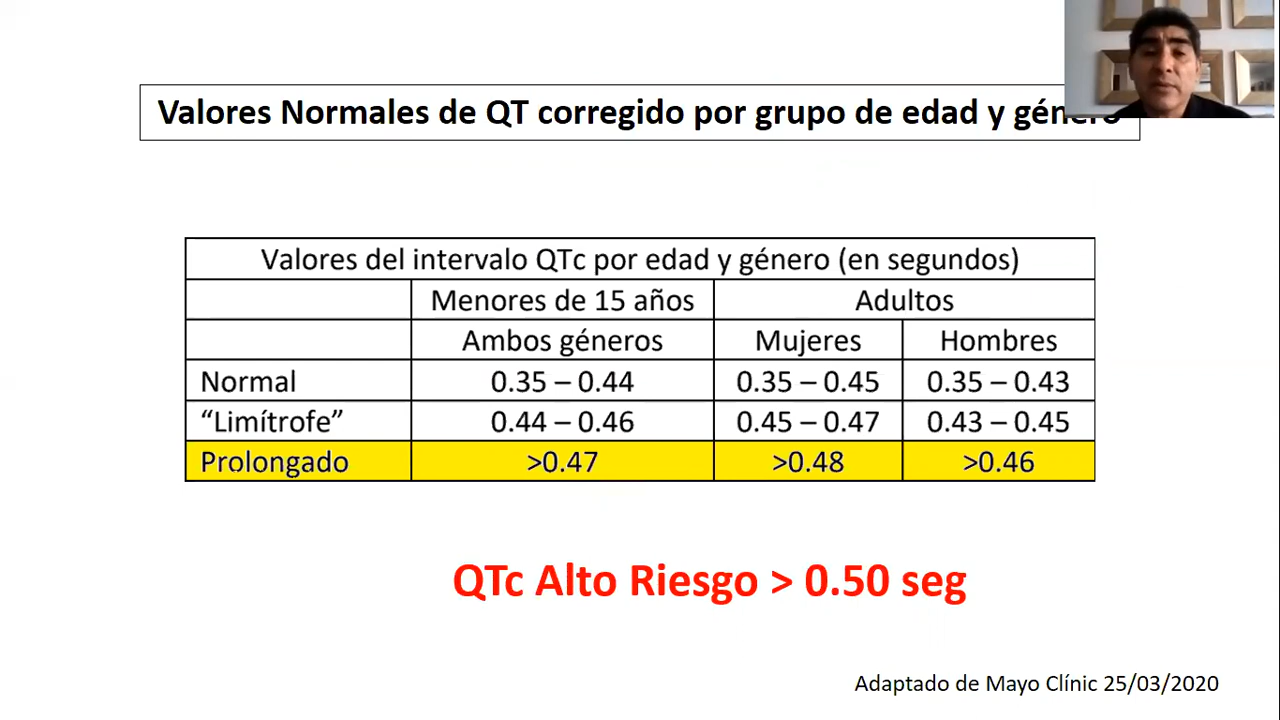 Valores Normales de QT corregido por grupo de edad y género
Valores del intervalo QTc por edad y género (en segundos)
Menores de 15 años Adultos
Ambos géneros Mujeres Hombres
Normal 0.35 – 0.44 0.35 – 0.45 0.35 – 0.43
“Limítrofe” 0.44 – 0.46 0.45 – 0.47 0.43 – 0.45
Prolongado >0.47 >0.48 >0.46
QTc Alto Riesgo > 0.50 seg
Adaptado de Mayo Clínic 25/03/2020